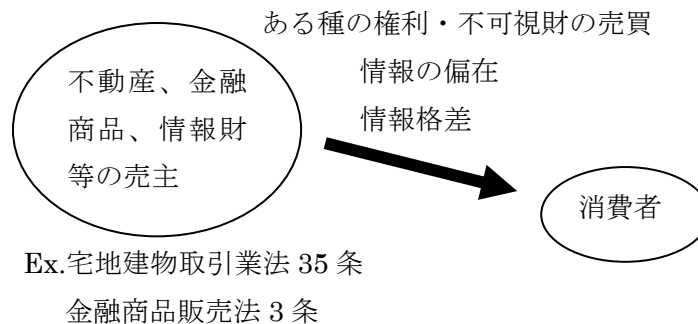 ある種の権利・不可視財の売買
情報の偏在
情報格差
不動産、金融
商品、情報財
等の売主
消費者
Ex.宅地建物取引業法 35 条
金融商品販売法 3 条